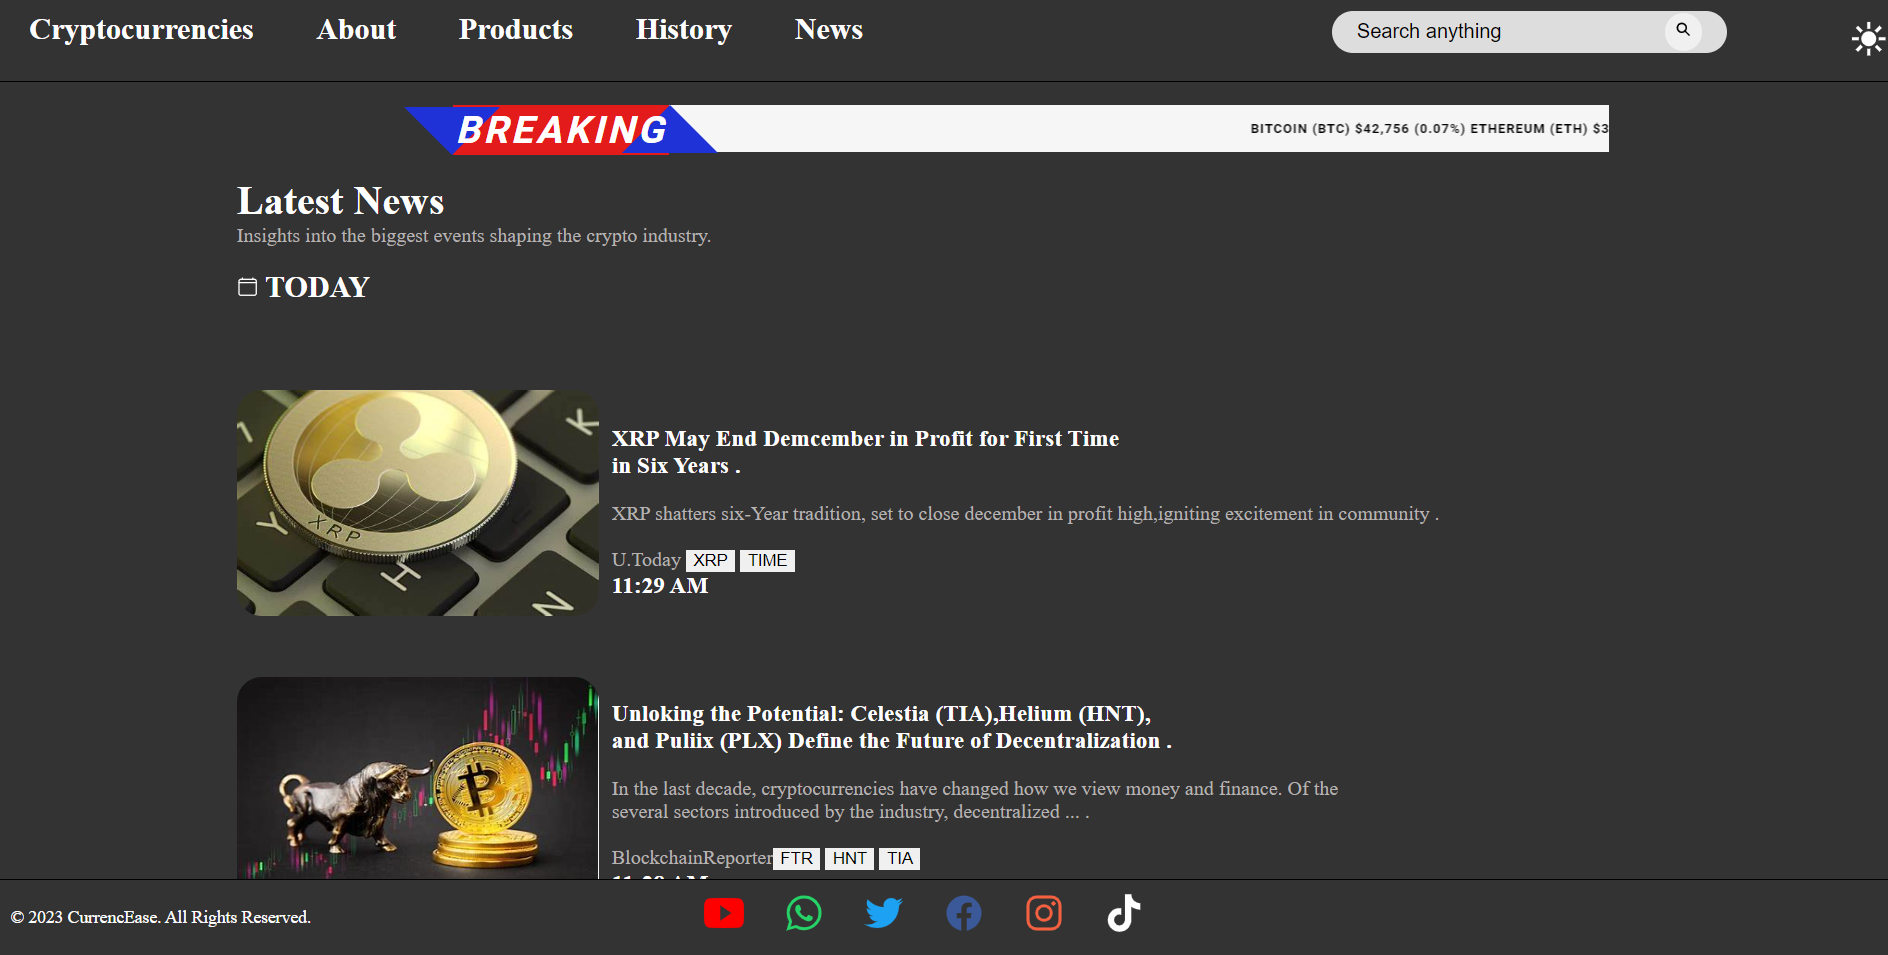 Cryptocurrencies About Products History News Search anything
BREAKING BITCOIN (BTC) $42,756 (0.07%) ETHEREUM (ETH) $3
Latest News
Insights into the biggest events shaping the crypto industry.
TODAY
XRP May End Demcember in Profit for First Time
in Six Years .
XRP shatters six-Year tradition, set to close december in profit high,igniting excitement in community .
U.Today XRP TIME
11:29 AM
XRP
Y
H
N
K
Unloking the Potential: Celestia (TIA),Helium (HNT),
and Puliix (PLX) Define the Future of Decentralization .
In the last decade, cryptocurrencies have changed how we view money and finance. Of the
several sectors introduced by the industry, decentralized ... .
BlockchainReporter FTR HNT TIA
© 2023 CurrencEase. All Rights Reserved.